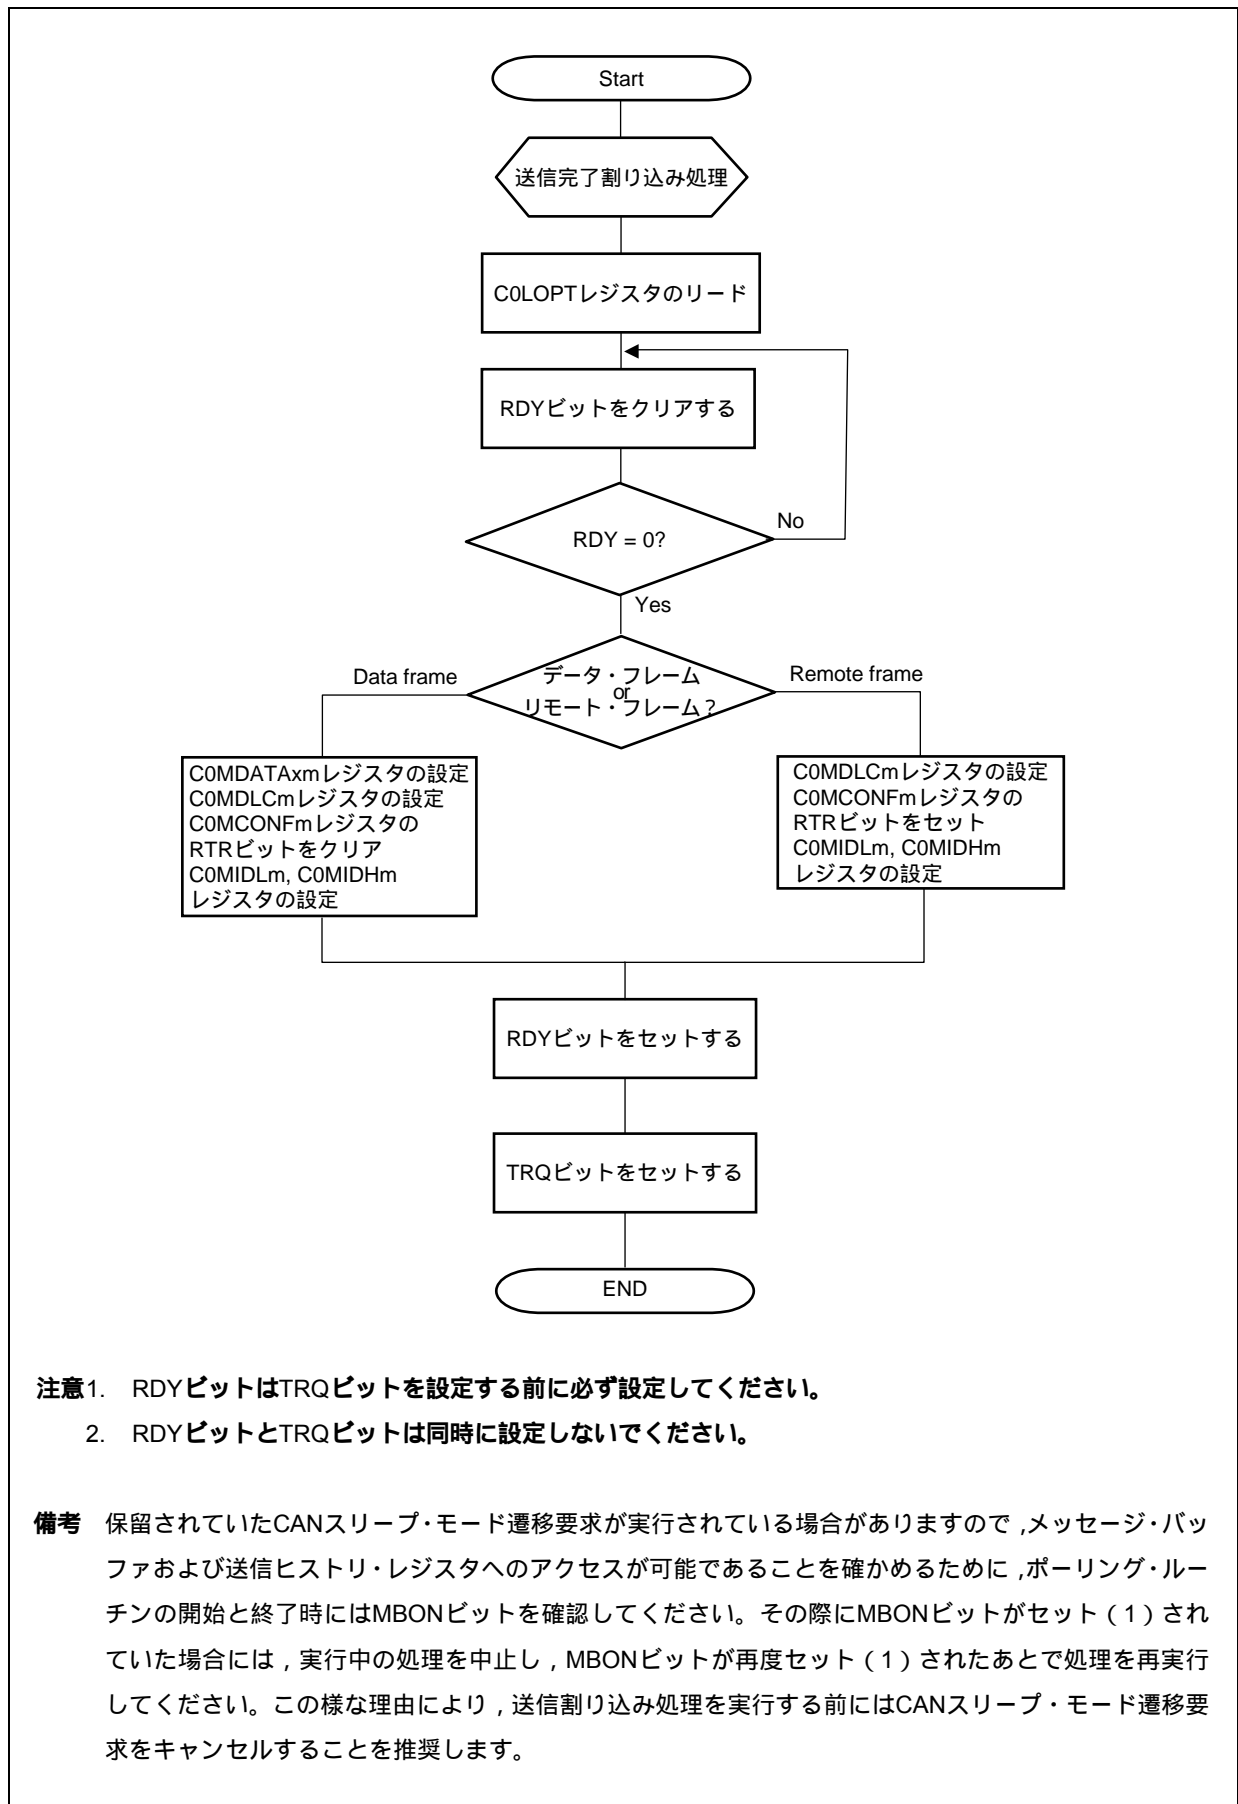 Start
送信完了割り込み処理
C0LOPTレジスタのリード
RDYビットをクリアする
RDY = 0?
No
Yes
データ・フレーム
or
リモート・フレーム？
Data frame
Remote frame
C0MDATAxmレジスタの設定
C0MDLCmレジスタの設定
C0MCONFmレジスタの
RTRビットをクリア
C0MIDLm, C0MIDHm
レジスタの設定
C0MDLCmレジスタの設定
C0MCONFmレジスタの
RTRビットをセット
C0MIDLm, C0MIDHm
レジスタの設定
RDYビットをセットする
TRQビットをセットする
END
注意1. RDYビットはTRQビットを設定する前に必ず設定してください。
2. RDYビットとTRQビットは同時に設定しないでください。
備考 保留されていたCANスリープ・モード遷移要求が実行されている場合がありますので，メッセージ・バッ
ファおよび送信ヒストリ・レジスタへのアクセスが可能であることを確かめるために，ポーリング・ルー
チンの開始と終了時にはMBONビットを確認してください。その際にMBONビットがセット（1）され
ていた場合には，実行中の処理を中止し，MBONビットが再度セット（1）されたあとで処理を再実行
してください。この様な理由により，送信割り込み処理を実行する前にはCANスリープ・モード遷移要
求をキャンセルすることを推奨します。